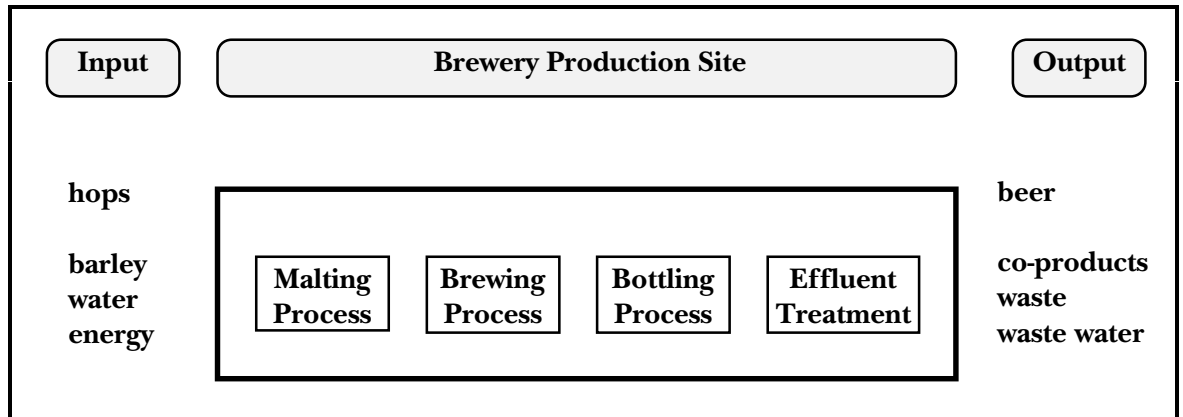 Input
Brewery Production Site
Output
hops
barley
water
energy
Malting
Process
Brewing
Process
Bottling
Process
Effluent
Treatment
beer
co-products
waste
waste water